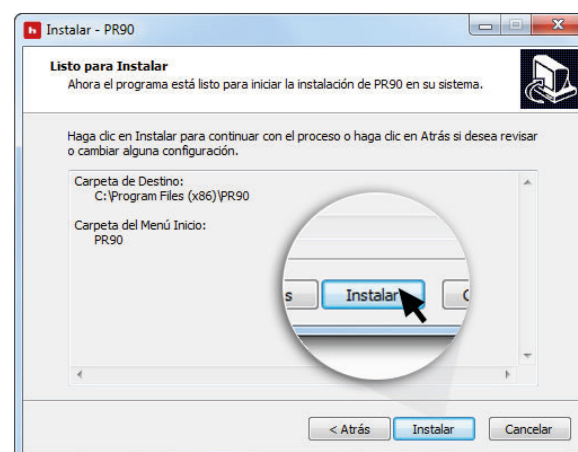 h Instalar - PR90
Listo para Instalar
Ahora el programa está listo para iniciar la instalación de PR90 en su sistema.
Haga clic en Instalar para continuar con el proceso o haga clic en Atrás si desea revisar
o cambiar alguna configuración.
Carpeta de Destino:
C:\Program Files (x86)\PR90
Carpeta del Menú Inicio:
PR90
s Instalar C
< Atrás Instalar Cancelar